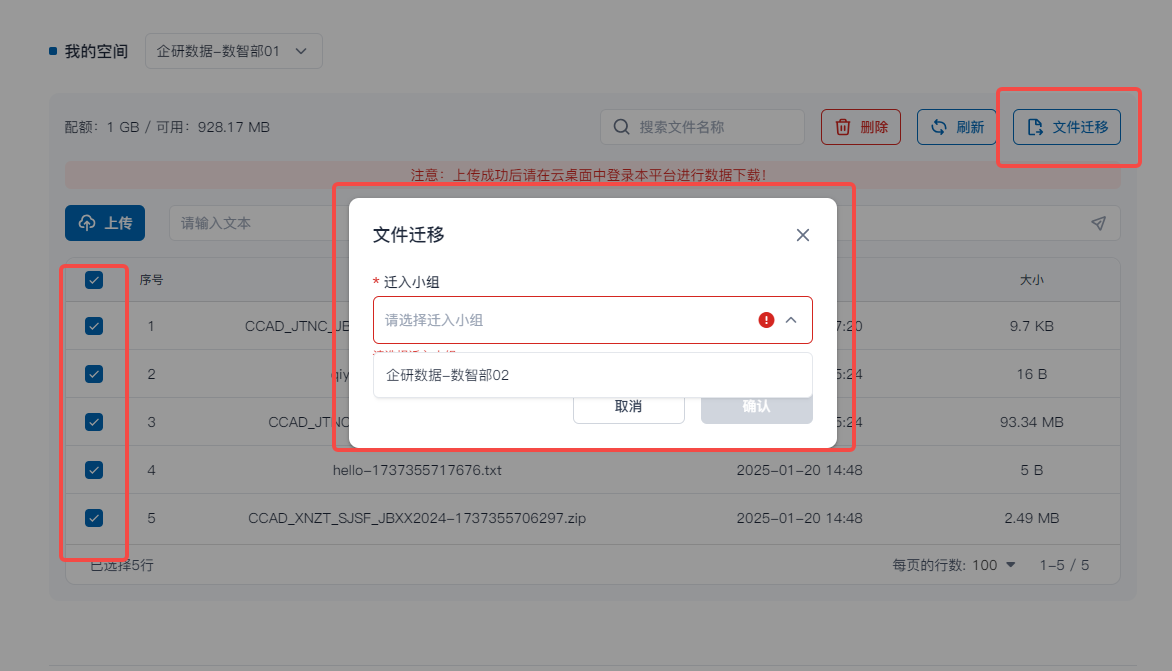 我的空间 企研数据-数智部01
配额: 1 GB / 可用: 928.17 MB 搜索文件名称 删除 刷新 文件迁移
注意: 上传成功后请在云桌面中登录本平台进行数据下载!
上传 请输入文本
文件迁移
* 迁入小组
请选择迁入小组
企研数据-数智部02
取消 确认
序号 大小
1 CCAD_JTNC_JB 7:20 9.7 KB
2 qiy 5:24 16 B
3 CCAD_JTNC 5:24 93.34 MB
4 hello-1737355717676.txt 2025-01-20 14:48 5 B
5 CCAD_XNZT_SJSF_JBXX2024-1737355706297.zip 2025-01-20 14:48 2.49 MB
已选择5行 每页的行数: 100 1-5 / 5